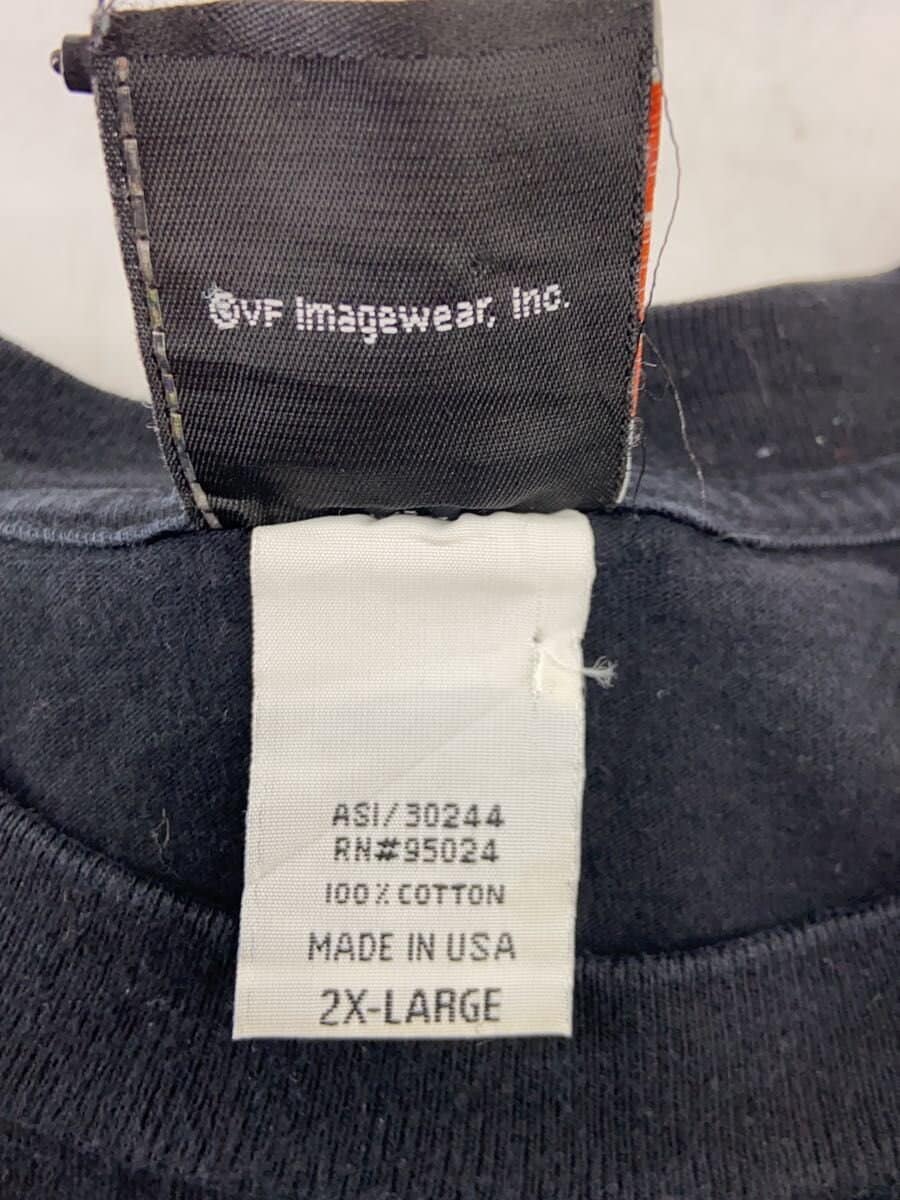 ©VF Imagewear, Inc.
ASI/30244
RN#95024
100% COTTON
MADE IN USA
2X-LARGE